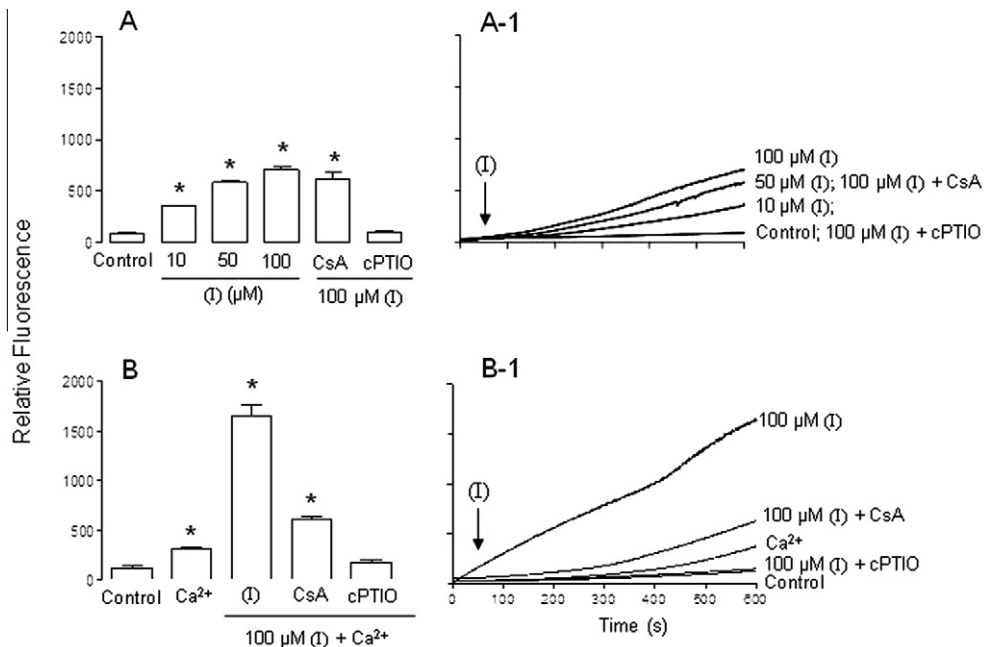 A
2000
1500
1000
500
0
Relative Fluorescence
* * * *
Control 10 50 100 CsA cPTIO
(I) (µM) 100 µM (I)
A-1
(I)
100 µM (I)
50 µM (I); 100 µM (I) + CsA
10 µM (I);
Control; 100 µM (I) + cPTIO
B
2000
1500
1000
500
0
* * *
Control Ca²⁺ (I) CsA cPTIO
100 µM (I) + Ca²⁺
B-1
(I)
100 µM (I)
100 µM (I) + CsA
Ca²⁺
100 µM (I) + cPTIO
Control
0 100 200 300 400 500 600
Time (s)